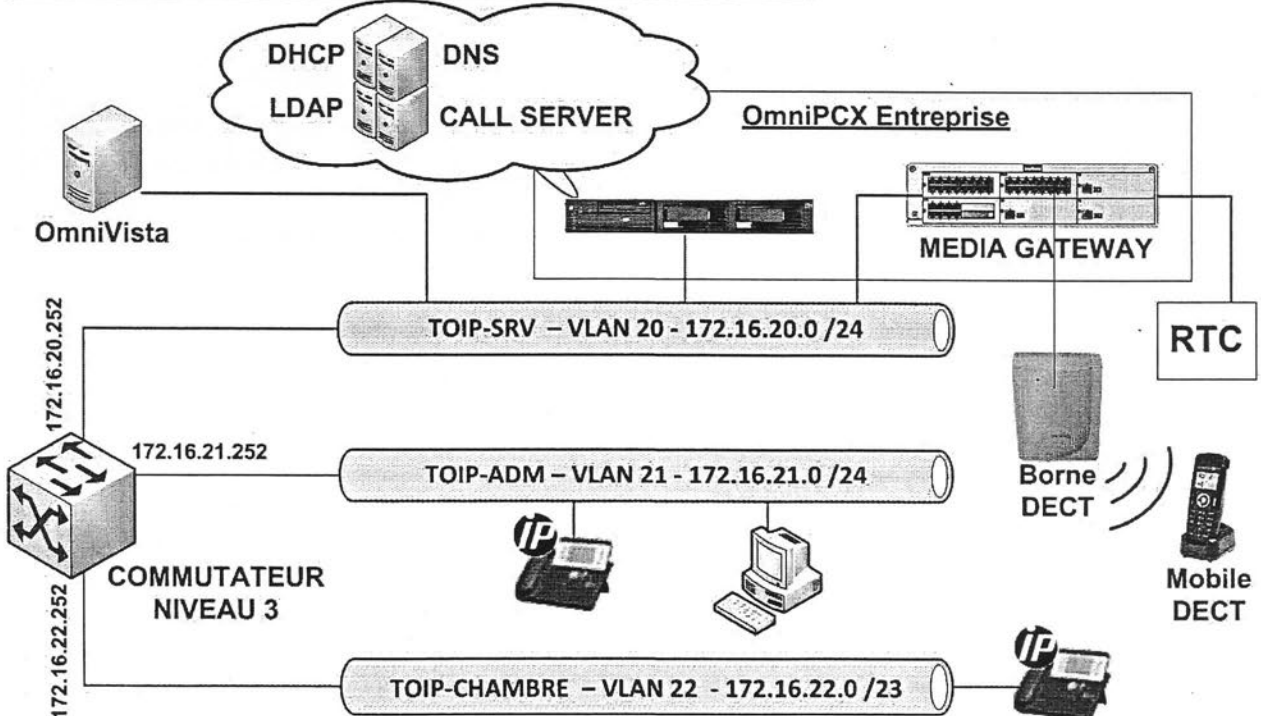 DHCP
DNS
LDAP
CALL SERVER
OmniPCX Entreprise
OmniVista
MEDIA GATEWAY
172.16.20.252
TOIP-SRV – VLAN 20 - 172.16.20.0 /24
RTC
172.16.21.252
TOIP-ADM – VLAN 21 - 172.16.21.0 /24
Borne
DECT
IP
COMMUTATEUR
NIVEAU 3
Mobile
DECT
172.16.22.252
IP
TOIP-CHAMBRE – VLAN 22 - 172.16.22.0 /23